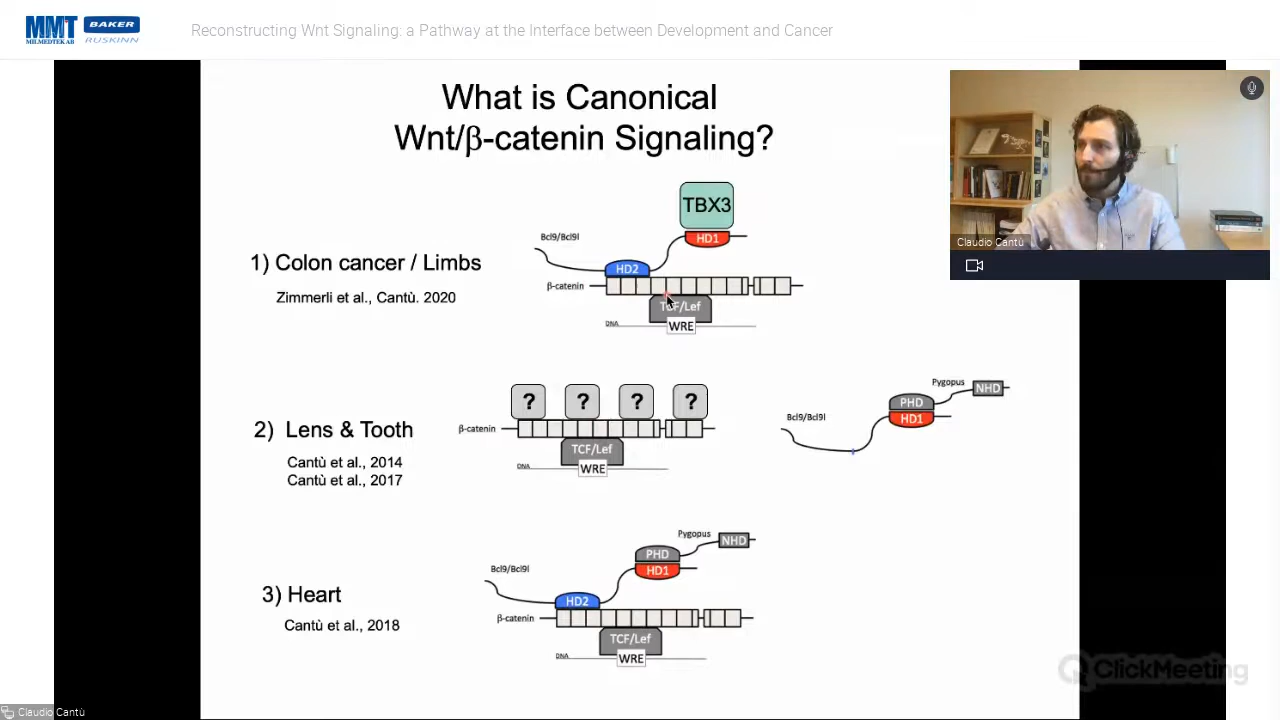 MMT
MILMEDTEK AB
BAKER
RUSKINN
Reconstructing Wnt Signaling: a Pathway at the Interface between Development and Cancer
What is Canonical
Wnt/β-catenin Signaling?
Claudio Cantù
TBX3
Bcl9/Bcl9l
HD1
1) Colon cancer / Limbs
HD2
β-catenin
Zimmerli et al., Cantù. 2020
TCF/Lef
DNA
WRE
? ? ? ?
Pygopus
NHD
PHD
Bcl9/Bcl9l
HD1
2) Lens & Tooth
β-catenin
TCF/Lef
Cantù et al., 2014
DNA
WRE
Cantù et al., 2017
Pygopus
NHD
PHD
Bcl9/Bcl9l
HD1
3) Heart
HD2
β-catenin
Cantù et al., 2018
TCF/Lef
DNA
WRE
ClickMeeting
Claudio Cantù